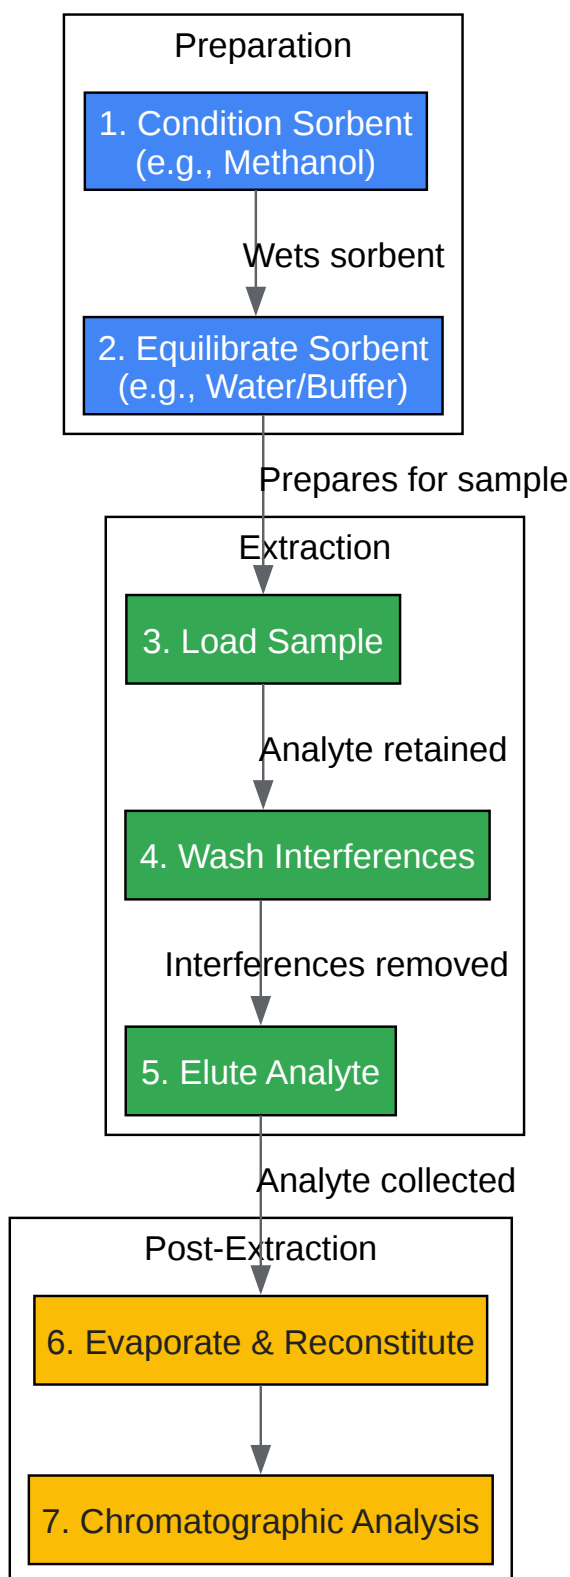 Preparation
1. Condition Sorbent
(e.g., Methanol)
Wets sorbent
2. Equilibrate Sorbent
(e.g., Water/Buffer)
Prepares for sample
Extraction
3. Load Sample
Analyte retained
4. Wash Interferences
Interferences removed
5. Elute Analyte
Analyte collected
Post-Extraction
6. Evaporate & Reconstitute
7. Chromatographic Analysis